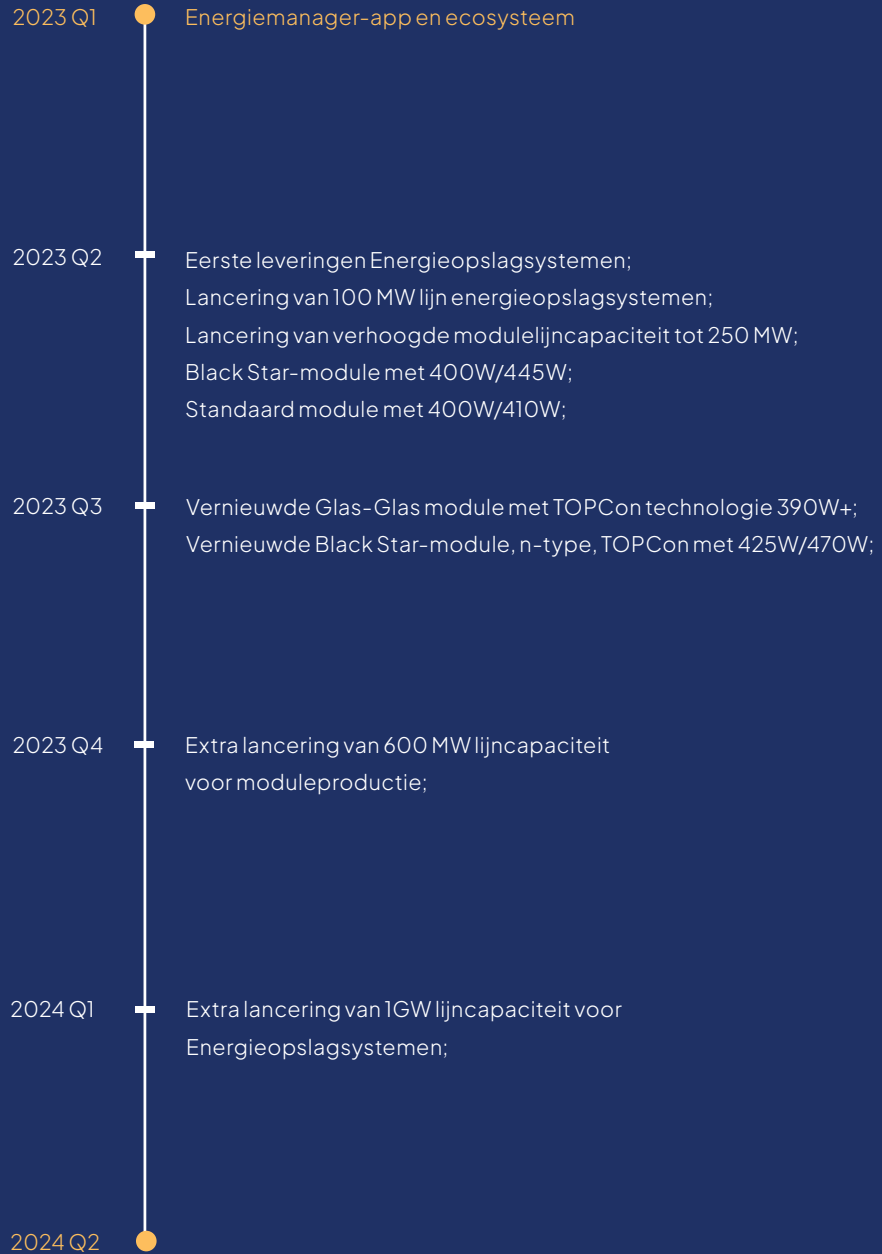 2023 Q1
Energiemanager-app en ecosysteem
2023 Q2
Eerste leveringen Energieopslagsystemen;
Lancering van 100 MW lijn energieopslagsystemen;
Lancering van verhoogde modulelijncapaciteit tot 250 MW;
Black Star-module met 400W/445W;
Standaard module met 400W/410W;
2023 Q3
Vernieuwde Glas-Glas module met TOPCon technologie 390W+;
Vernieuwde Black Star-module, n-type, TOPCon met 425W/470W;
2023 Q4
Extra lancering van 600 MW lijncapaciteit
voor moduleproductie;
2024 Q1
Extra lancering van 1GW lijncapaciteit voor
Energieopslagsystemen;
2024 Q2